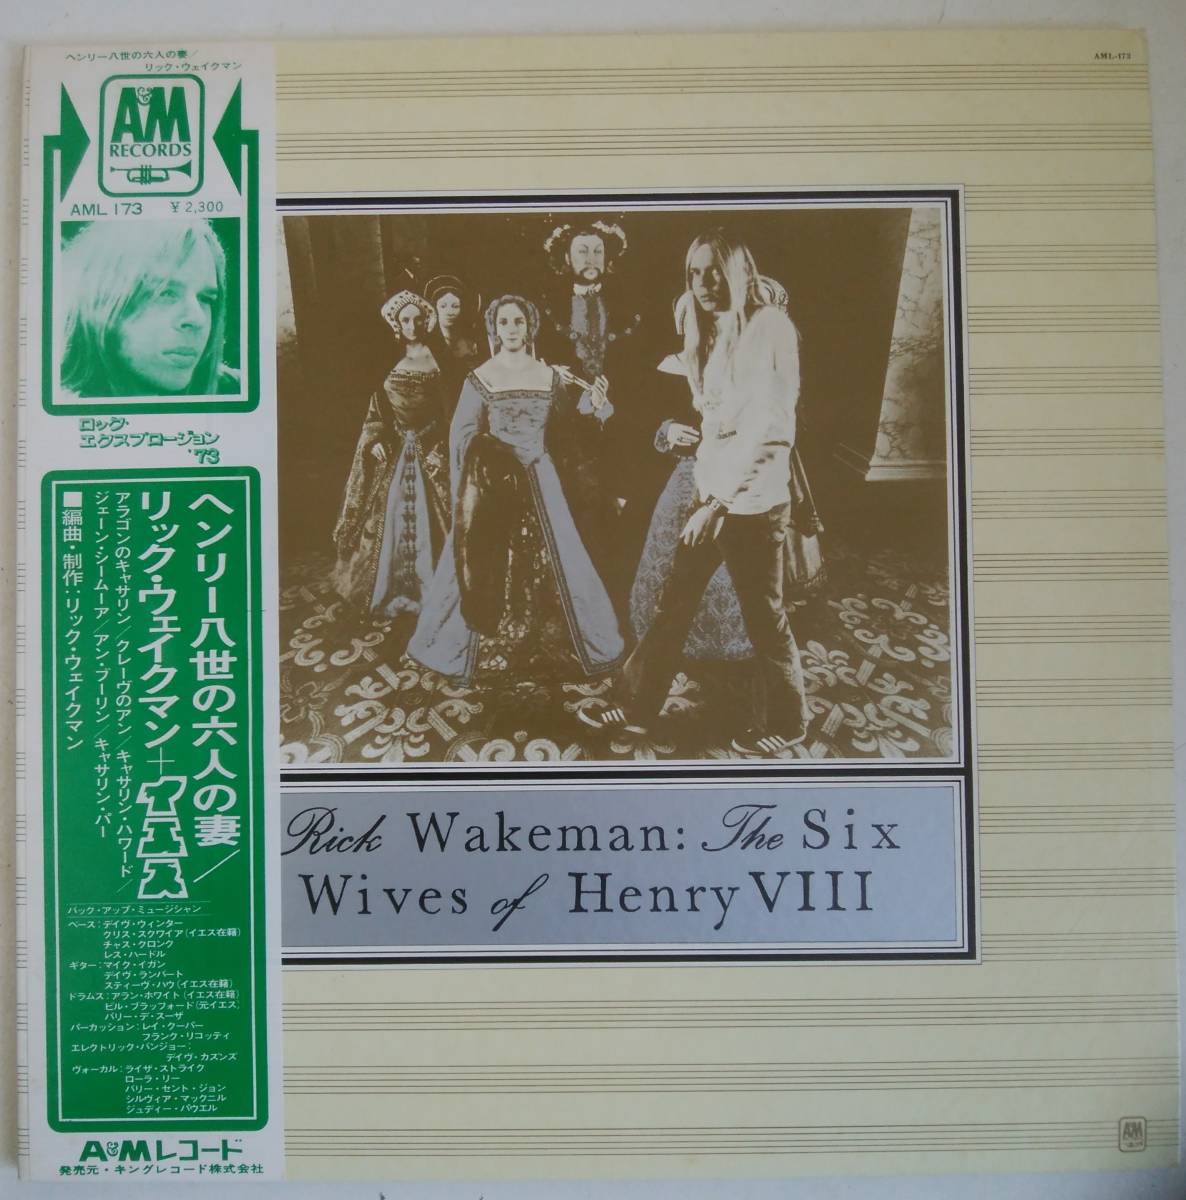 ヘンリー八世の六人の妻/
リック・ウェイクマン
A&M
RECORDS
AML 173 ¥2,300
ロック・
エクスプロージョン
'73
ヘンリー八世の六人の妻/
リック・ウェイクマン+イエス
アラゴンのキャサリン/クレーヴのアン/キャサリン・ハワード/
ジェーン・シームーア/アン・ブーリン/キャサリン・パー
■編曲・制作:リック・ウェイクマン
バック・アップ・ミュージシャン
ベース:デイヴ・ウィンター
クリス・スクワイア(イエス在籍)
チャス・クロンク
レス・ハードル
ギター:マイク・イガン
デイヴ・ランバート
スティーヴ・ハウ(イエス在籍)
ドラムス:アラン・ホワイト(イエス在籍)
ビル・ブラッフォード(元イエス)
バリー・デ・スーザ
パーカッション:レイ・クーパー
フランク・リコッティ
エレクトリック・バンジョー:
デイヴ・カズンズ
ヴォーカル:ライザ・ストライク
ローラ・リー
バリー・セント・ジョン
シルヴィア・マックニル
ジュディー・パウエル
A&Mレコード
発売元・キングレコード株式会社
AML-173
Rick Wakeman: The Six
Wives of Henry VIII
A&M